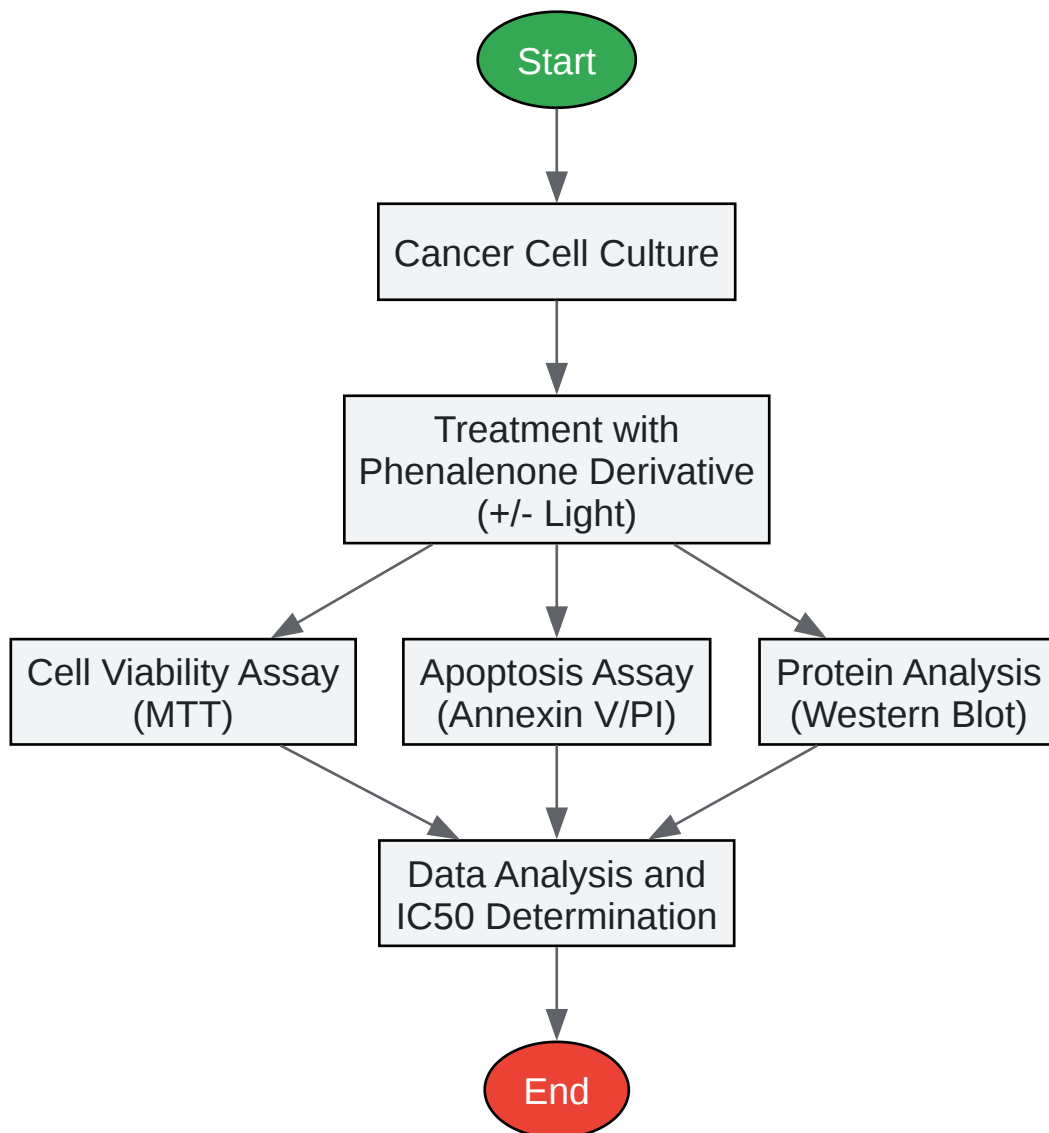 Start
Cancer Cell Culture
Treatment with
Phenalenone Derivative
(+/- Light)
Cell Viability Assay
(MTT)
Apoptosis Assay
(Annexin V/PI)
Protein Analysis
(Western Blot)
Data Analysis and
IC50 Determination
End